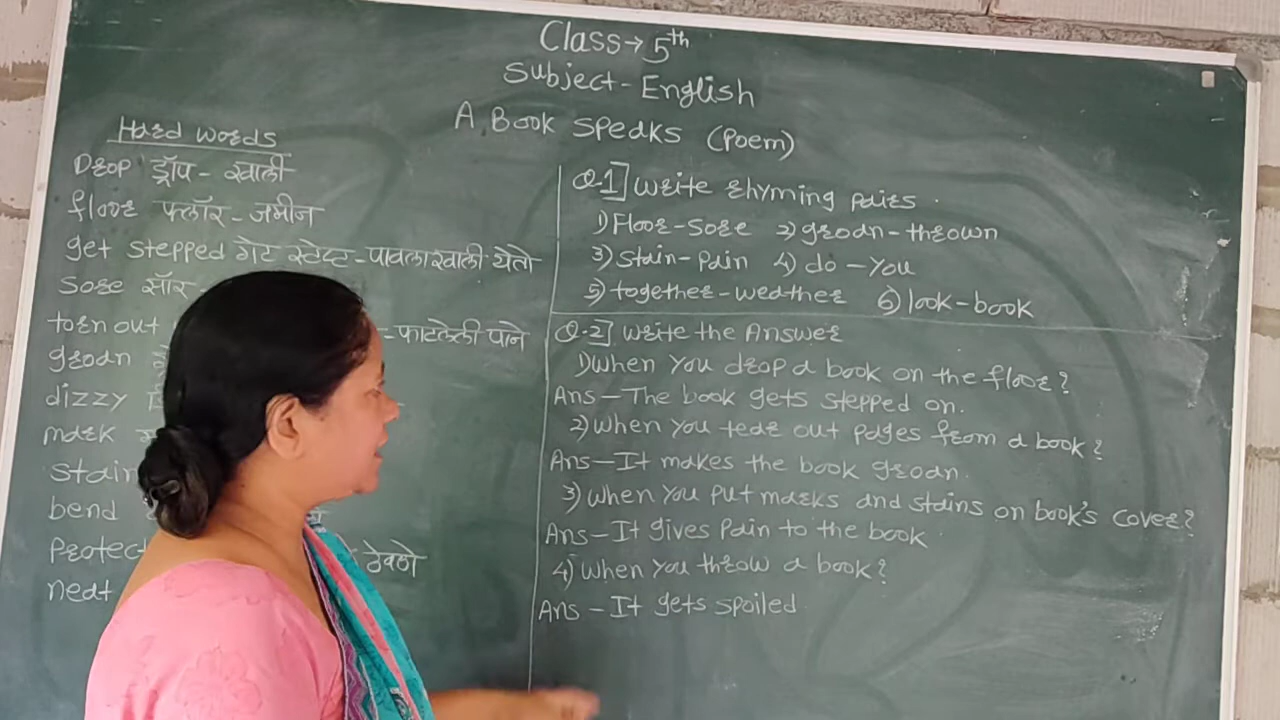 Class→5th
Subject-English
A Book Speaks (Poem)
Hard words
Drop ड्रॉप- खाली
floor फ्लॉर-जमीन
get stepped गेट स्टेप्ट-पावलाखाली येतो
Sore सॉर-
torn out -फाटलेली पाने
groan
dizzy
mark
Stain
bend
Protect ठेवणे
neat
Q.1] Write rhyming pairs.
1) Floor-Sore 2) groan-thrown
3) Stain-Pain 4) do-You
5) together-weather 6) look-book
Q.2] Write the Answer
1) When you drop a book on the floor?
Ans-The book gets stepped on.
2) When you tear out pages from a book?
Ans-It makes the book groan.
3) When you put marks and stains on book's cover?
Ans-It gives pain to the book.
4) When you throw a book?
Ans-It gets spoiled.